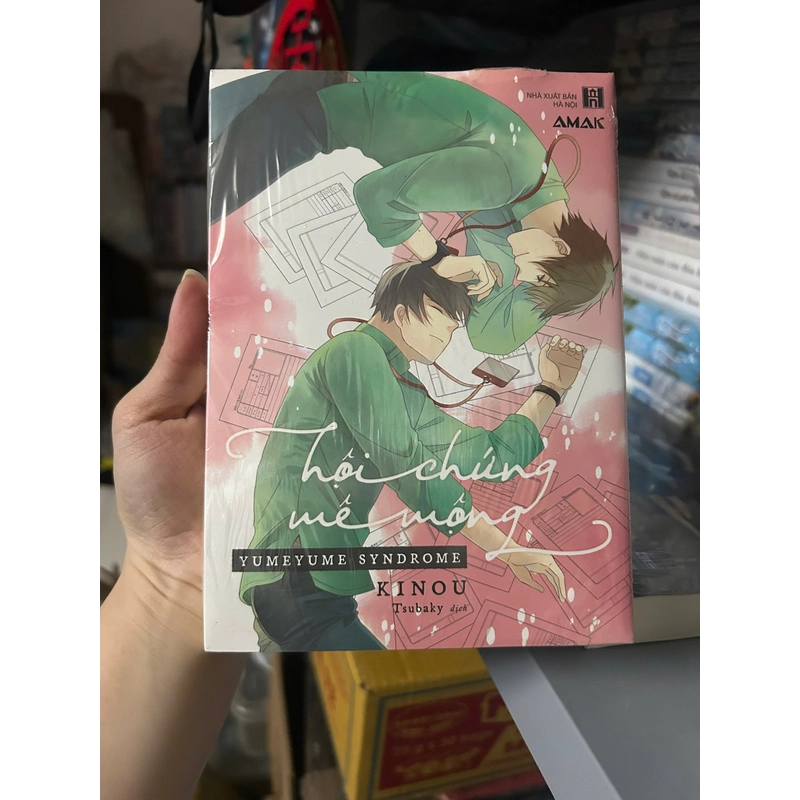 NHÀ XUẤT BẢN
HÀ NỘI
AMAK
Hội chứng
mê mộng
YUMEYUME SYNDROME
KINOU
Tsubaky dịch